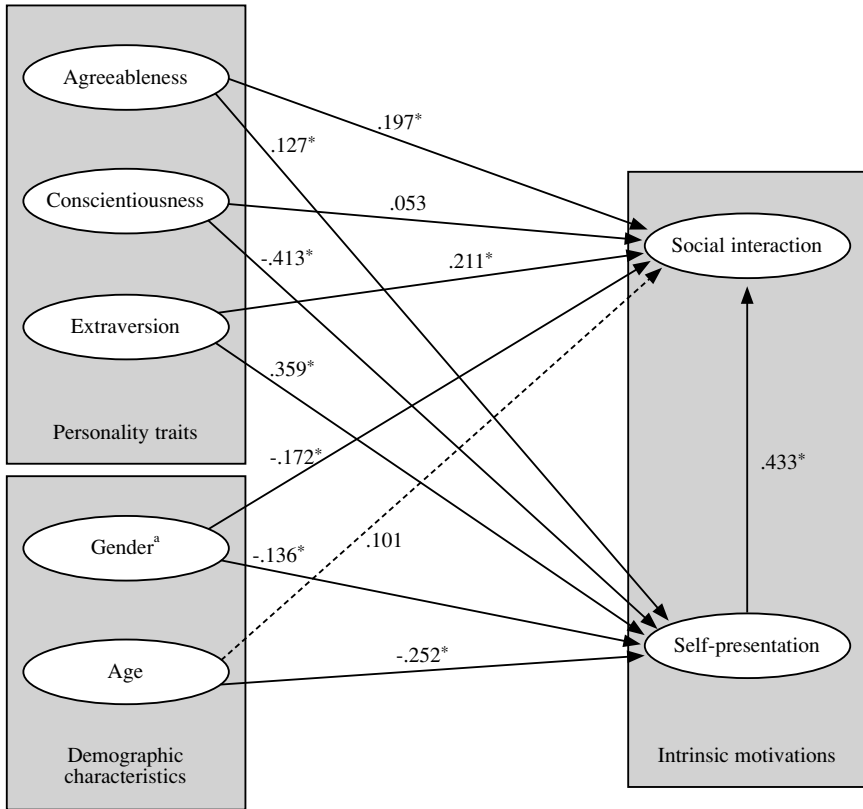 Agreeableness
.197*
.127*
Conscientiousness
.053
Social interaction
-.413*
.211*
Extraversion
.359*
Personality traits
-.172*
.433*
Genderᵃ
-.136*
.101
Age
-.252*
Self-presentation
Demographic
characteristics
Intrinsic motivations